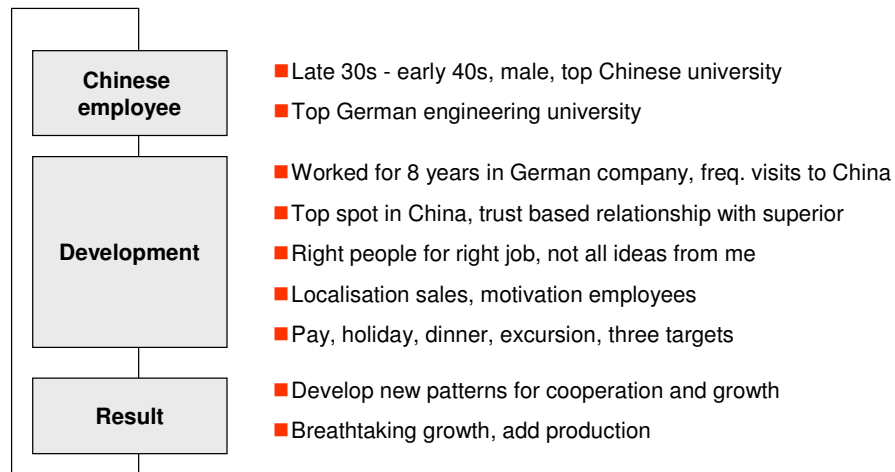 Chinese
employee
Late 30s - early 40s, male, top Chinese university
Top German engineering university
Development
Worked for 8 years in German company, freq. visits to China
Top spot in China, trust based relationship with superior
Right people for right job, not all ideas from me
Localisation sales, motivation employees
Pay, holiday, dinner, excursion, three targets
Result
Develop new patterns for cooperation and growth
Breathtaking growth, add production